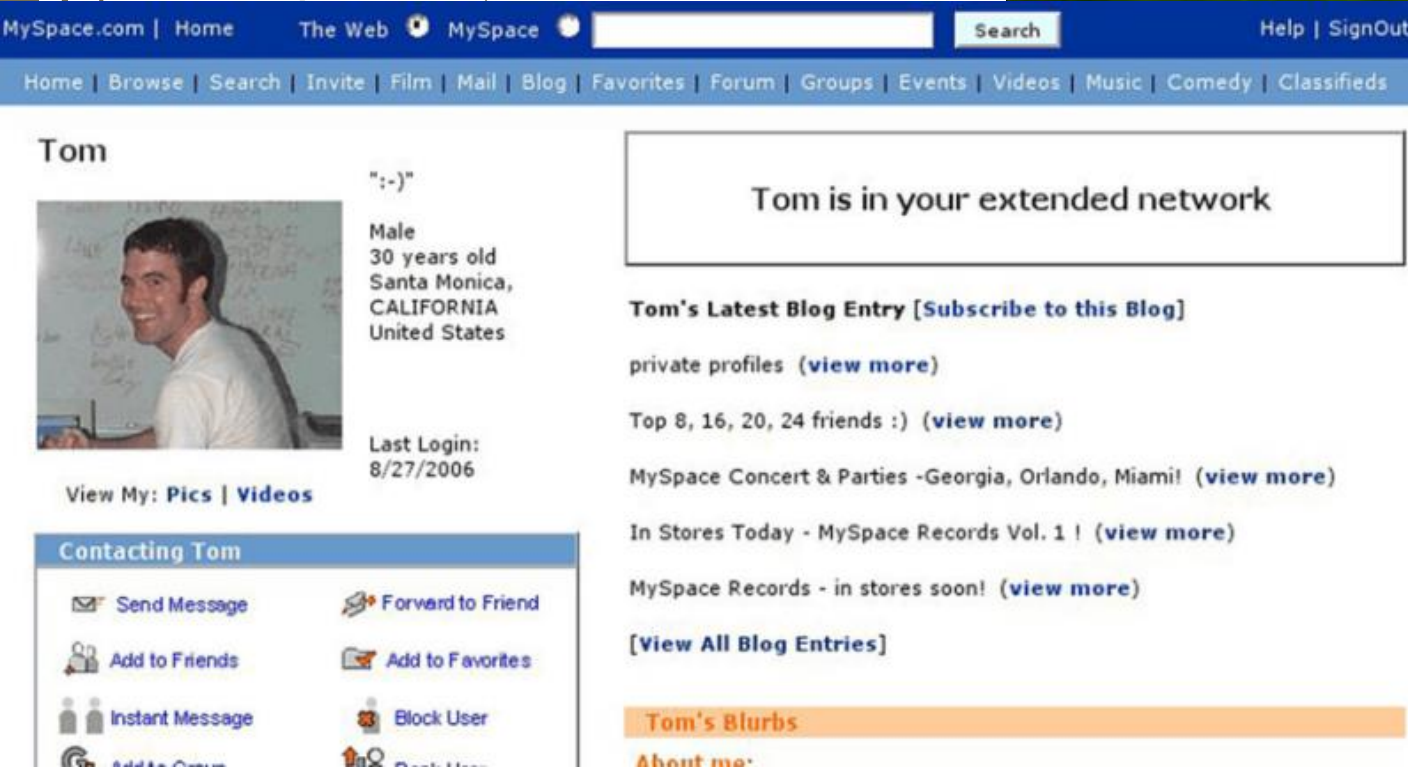 MySpace.com | Home The Web MySpace Search Help | SignOut
Home | Browse | Search | Invite | Film | Mail | Blog | Favorites | Forum | Groups | Events | Videos | Music | Comedy | Classifieds
Tom
":-)"
Male
30 years old
Santa Monica,
CALIFORNIA
United States
Last Login:
8/27/2006
View My: Pics | Videos
Contacting Tom
Send Message Forward to Friend
Add to Friends Add to Favorites
Instant Message Block User
Add to Group Rank User
Tom is in your extended network
Tom's Latest Blog Entry [Subscribe to this Blog]
private profiles (view more)
Top 8, 16, 20, 24 friends :) (view more)
MySpace Concert & Parties -Georgia, Orlando, Miami! (view more)
In Stores Today - MySpace Records Vol. 1 ! (view more)
MySpace Records - in stores soon! (view more)
[View All Blog Entries]
Tom's Blurbs
About me: